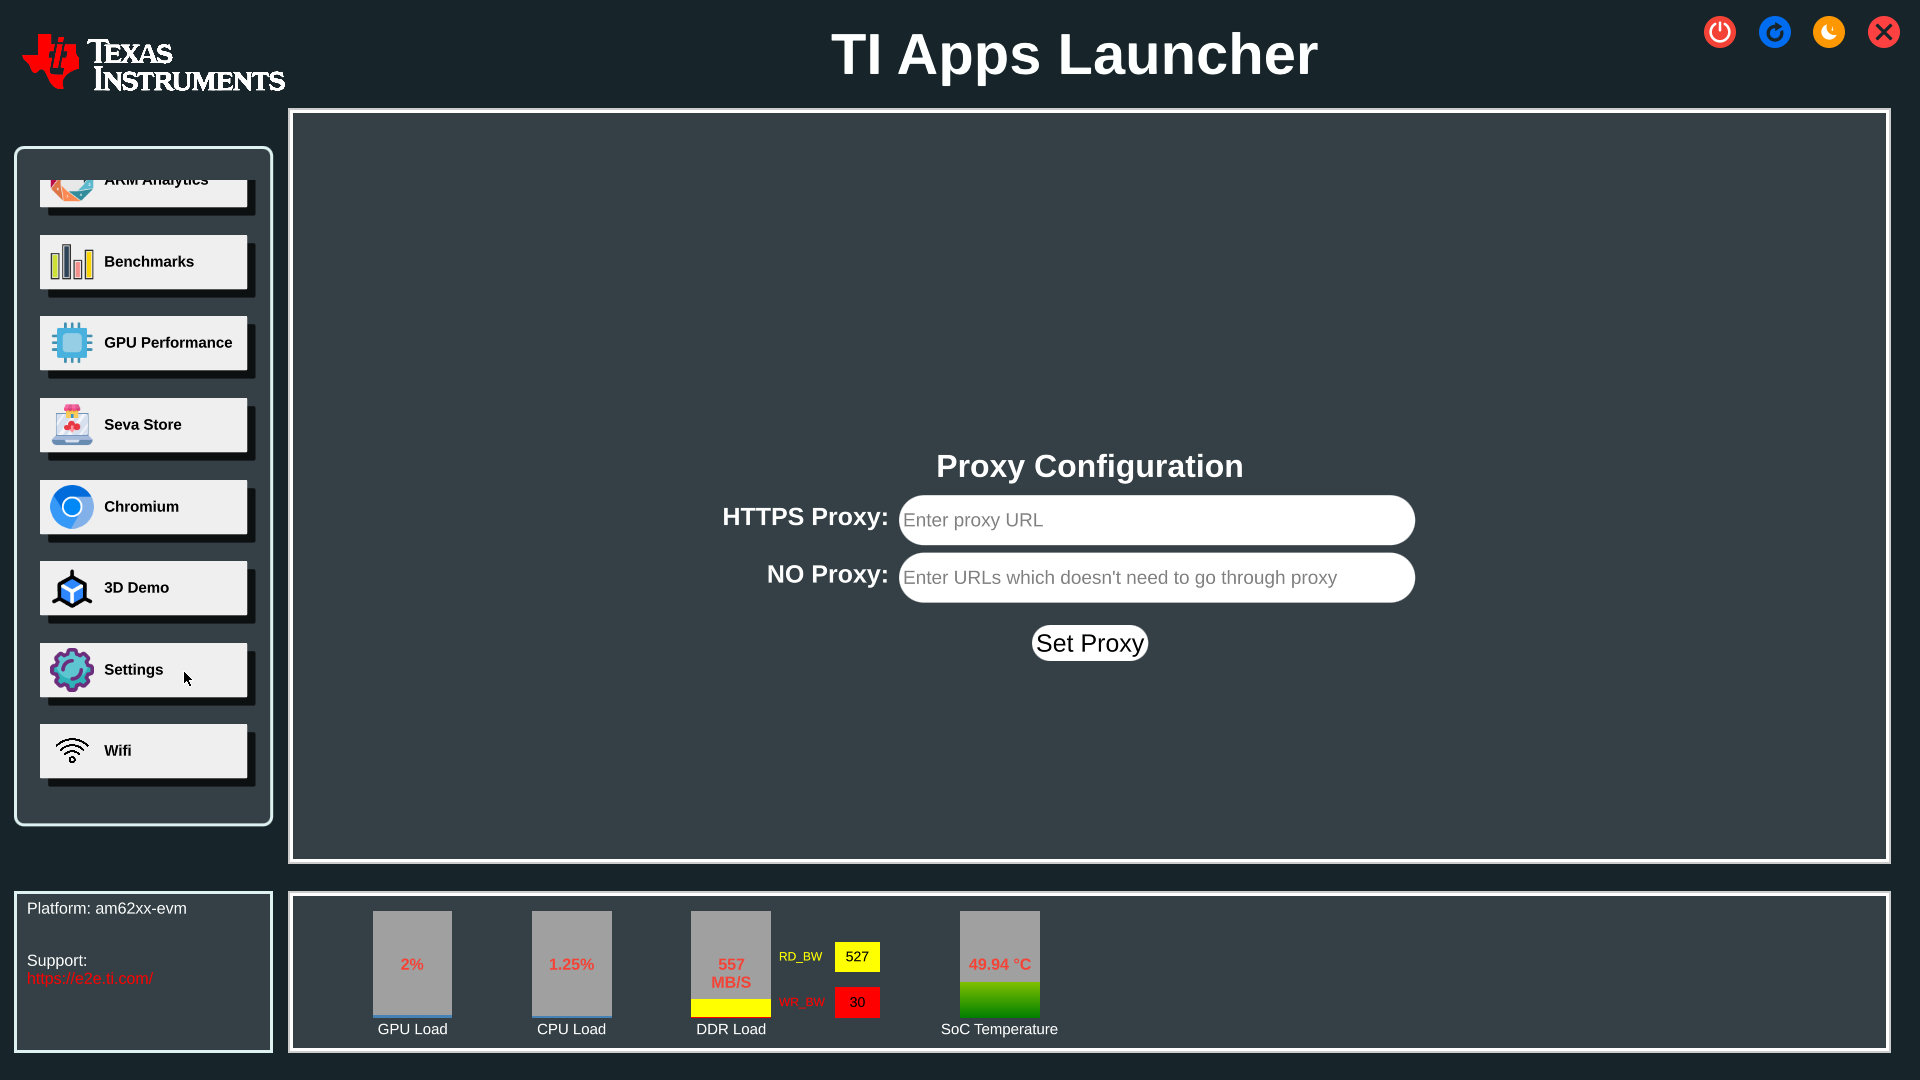 TEXAS
INSTRUMENTS
TI Apps Launcher
ARM Analytics
Benchmarks
GPU Performance
Seva Store
Chromium
3D Demo
Settings
Wifi
Proxy Configuration
HTTPS Proxy: Enter proxy URL
NO Proxy: Enter URLs which doesn't need to go through proxy
Set Proxy
Platform: am62xx-evm
Support:
https://e2e.ti.com/
2%
GPU Load
1.25%
CPU Load
557
MB/S
DDR Load
RD_BW 527
WR_BW 30
49.94 °C
SoC Temperature